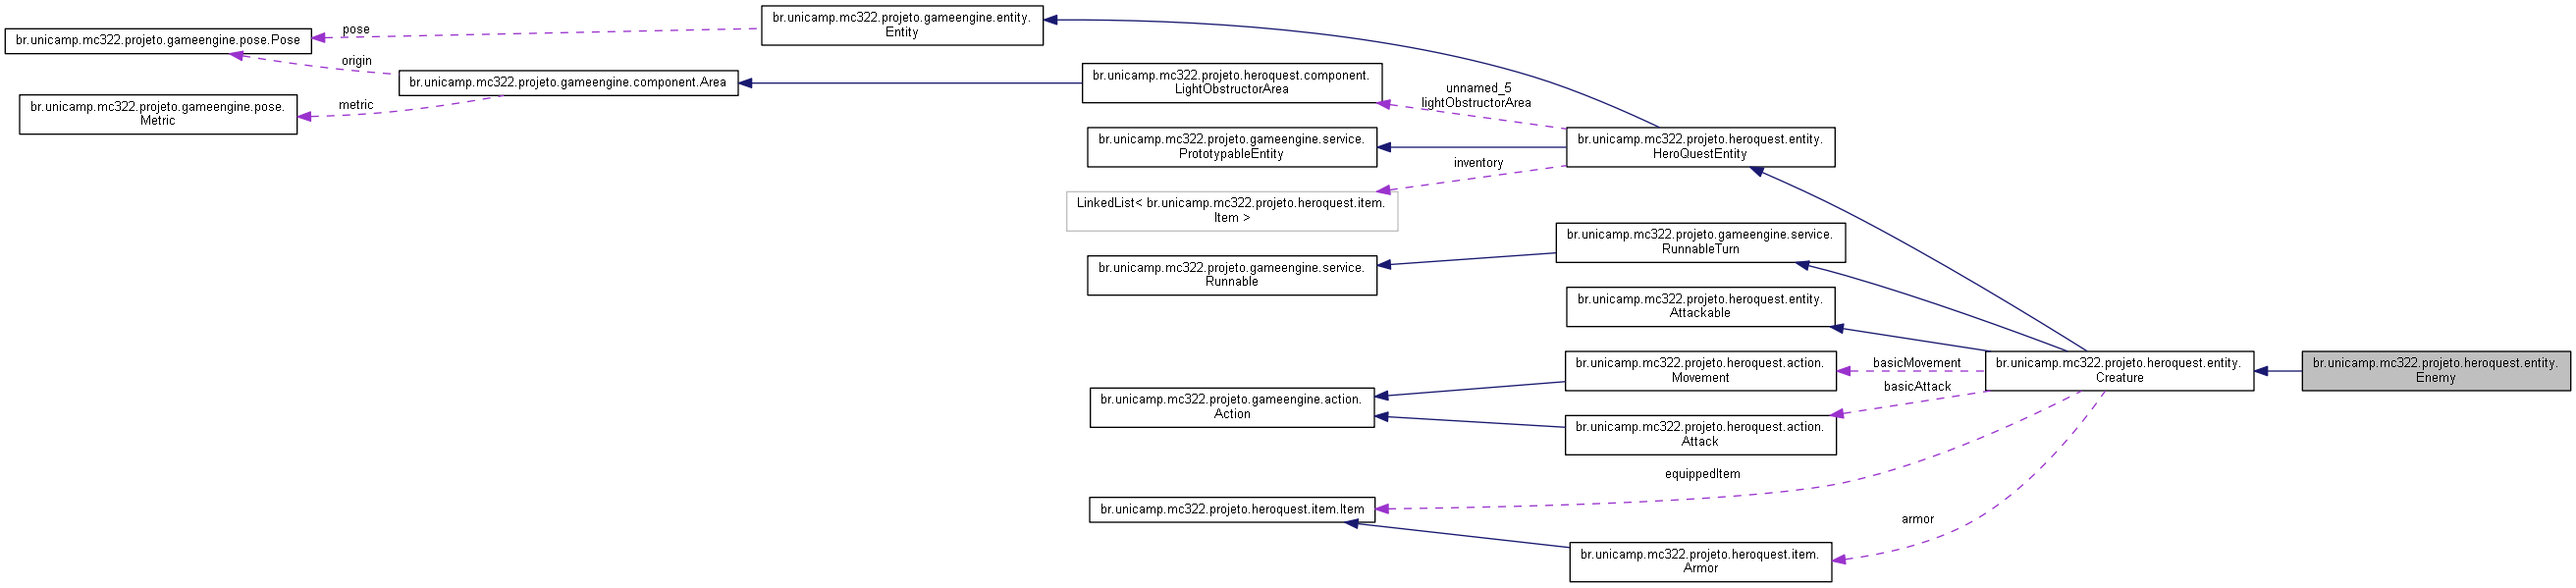 br.unicamp.mc322.projeto.gameengine.pose.Pose
pose
origin
br.unicamp.mc322.projeto.gameengine.pose.
Metric
metric
br.unicamp.mc322.projeto.gameengine.component.Area
br.unicamp.mc322.projeto.gameengine.entity.
Entity
br.unicamp.mc322.projeto.heroquest.component.
LightObstructorArea
br.unicamp.mc322.projeto.gameengine.service.
PrototypableEntity
LinkedList< br.unicamp.mc322.projeto.heroquest.item.
Item >
br.unicamp.mc322.projeto.gameengine.service.
Runnable
br.unicamp.mc322.projeto.gameengine.action.
Action
br.unicamp.mc322.projeto.heroquest.item.Item
unnamed_5
lightObstructorArea
inventory
br.unicamp.mc322.projeto.heroquest.entity.
HeroQuestEntity
br.unicamp.mc322.projeto.gameengine.service.
RunnableTurn
br.unicamp.mc322.projeto.heroquest.entity.
Attackable
br.unicamp.mc322.projeto.heroquest.action.
Movement
br.unicamp.mc322.projeto.heroquest.action.
Attack
equippedItem
br.unicamp.mc322.projeto.heroquest.item.
Armor
basicMovement
basicAttack
armor
br.unicamp.mc322.projeto.heroquest.entity.
Creature
br.unicamp.mc322.projeto.heroquest.entity.
Enemy